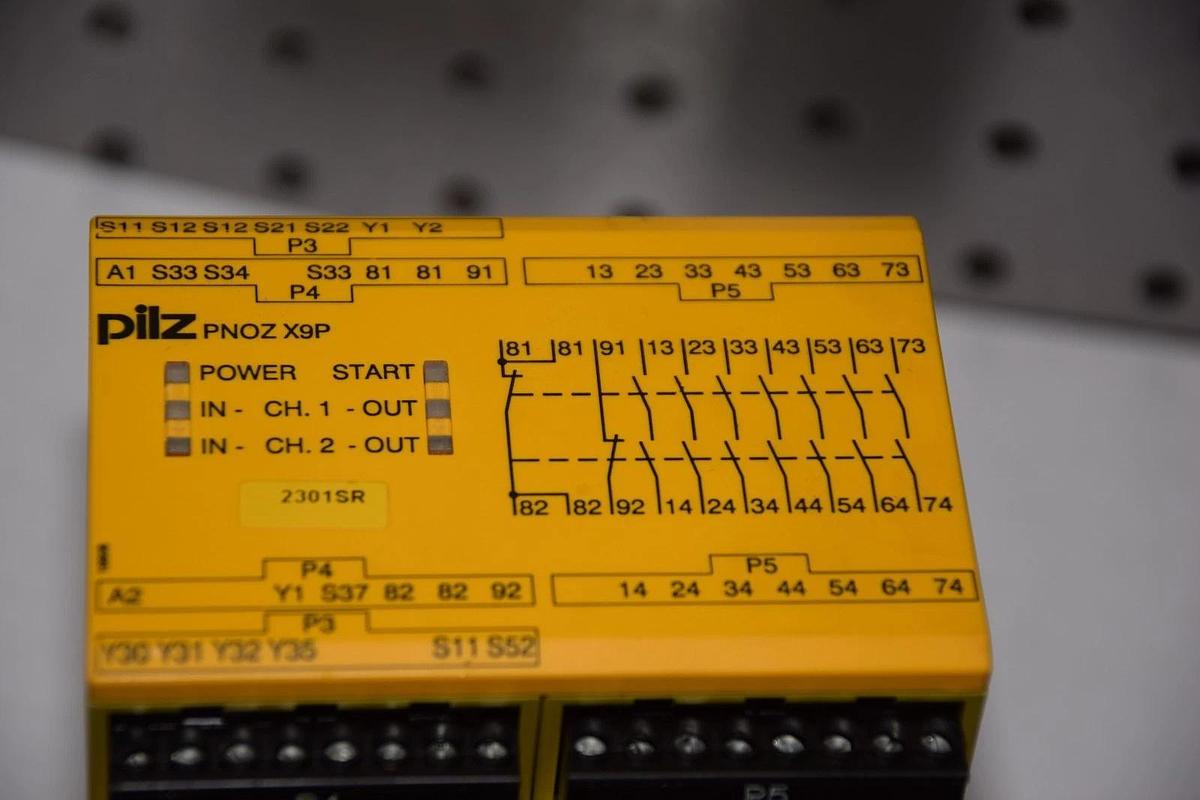 S11 S12 S12 S21 S22 Y1 Y2
P3
A1 S33 S34 S33 81 81 91
P4
13 23 33 43 53 63 73
P5
pilz PNOZ X9P
POWER START
IN - CH. 1 - OUT
IN - CH. 2 - OUT
2301SR
81 81 91 13 23 33 43 53 63 73
82 82 92 14 24 34 44 54 64 74
P4
A2 Y1 S37 82 82 92
P5
14 24 34 44 54 64 74
P3
Y30 Y31 Y32 Y35 S11 S52
P5